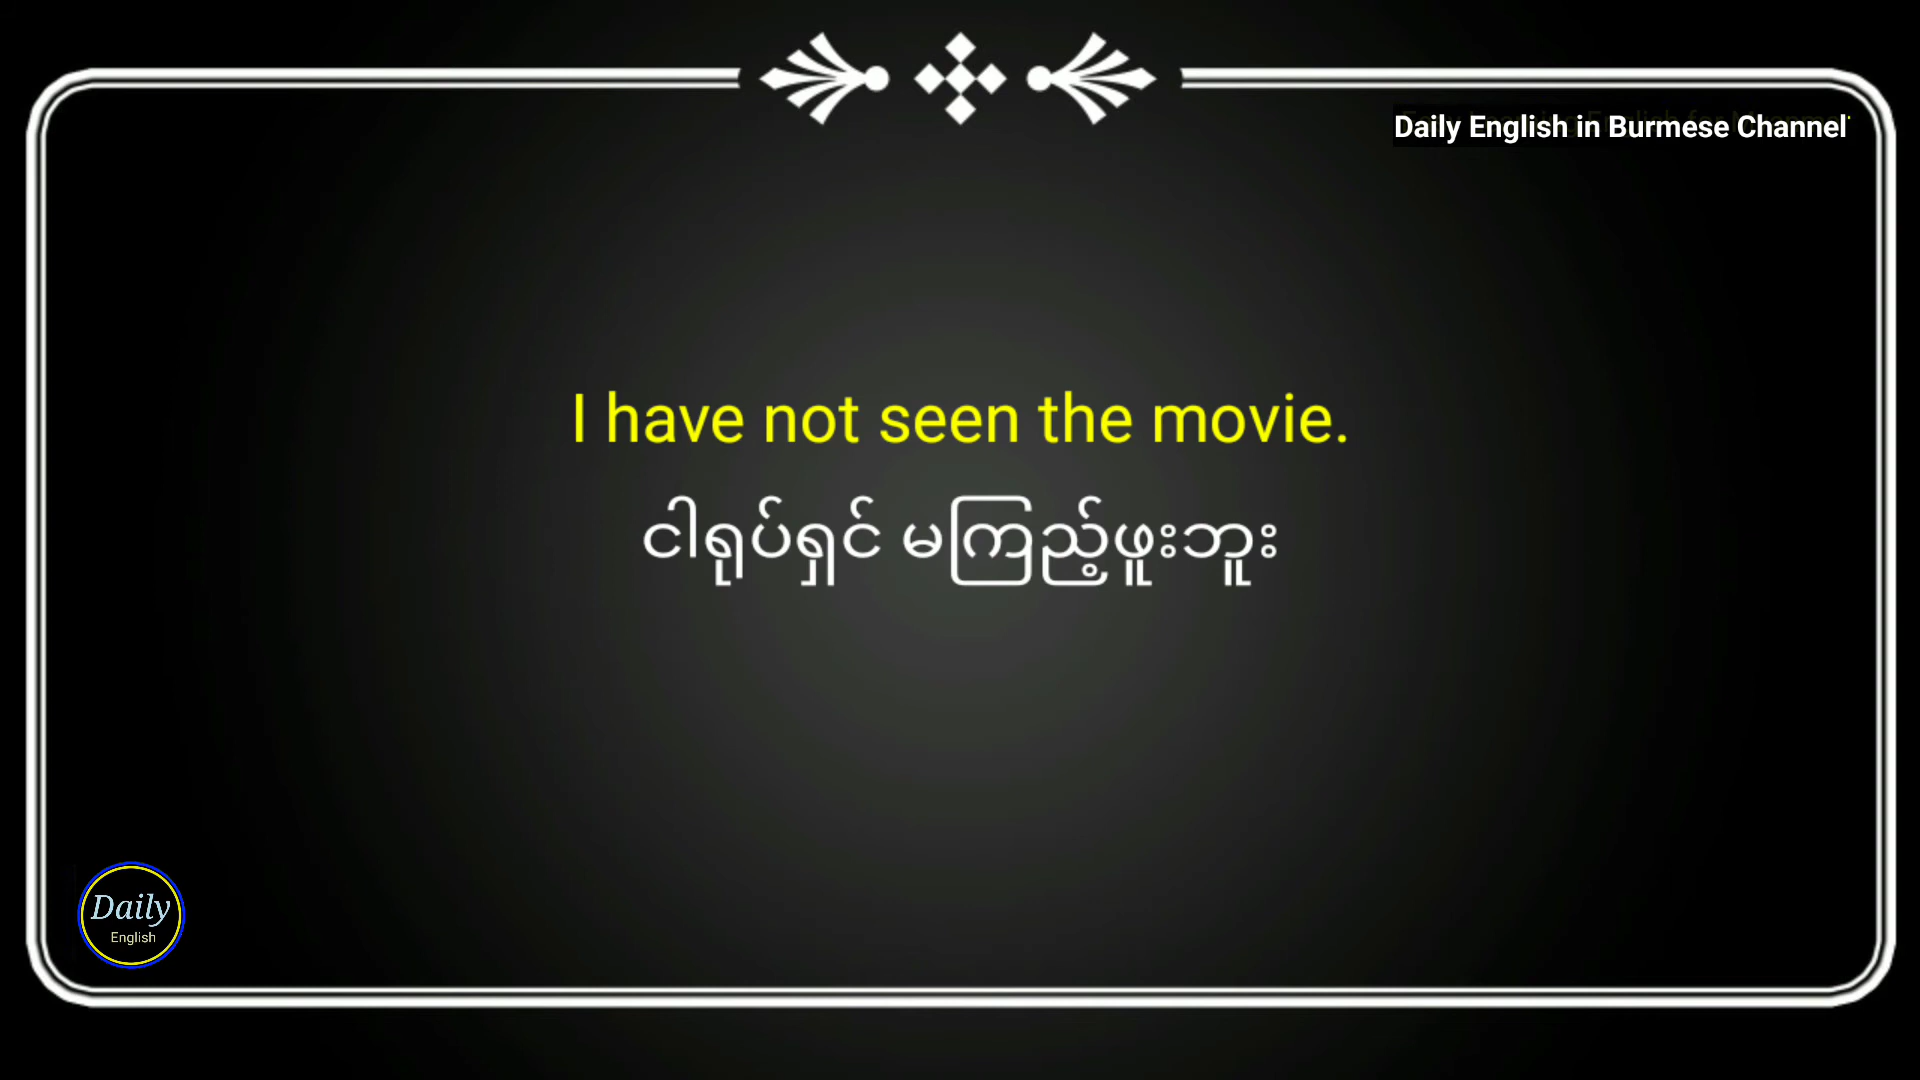 Daily English in Burmese Channel
I have not seen the movie.
ငါရုပ်ရှင် မကြည့်ဖူးဘူး
Daily
English